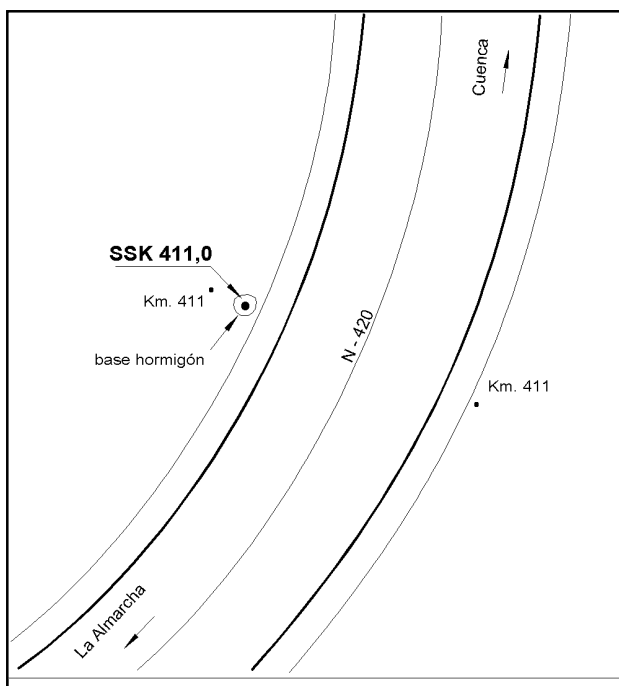 Cuenca
SSK 411,0
Km. 411
N - 420
base hormigón
Km. 411
La Almarcha